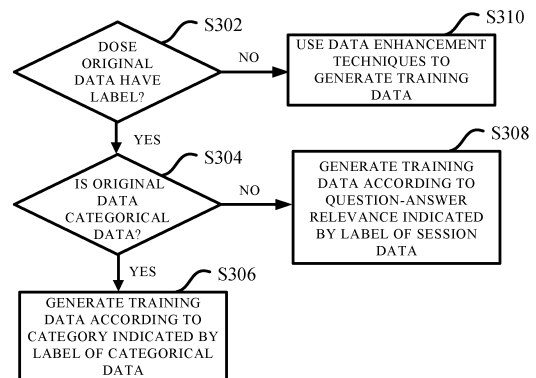 S302
DOSE
ORIGINAL
DATA HAVE
LABEL?
NO
S310
USE DATA ENHANCEMENT
TECHNIQUES TO
GENERATE TRAINING
DATA
YES
S304
IS ORIGINAL
DATA
CATEGORICAL
DATA?
NO
S308
GENERATE TRAINING
DATA ACCORDING TO
QUESTION-ANSWER
RELEVANCE INDICATED
BY LABEL OF SESSION
DATA
YES
S306
GENERATE TRAINING
DATA ACCORDING TO
CATEGORY INDICATED BY
LABEL OF CATEGORICAL
DATA